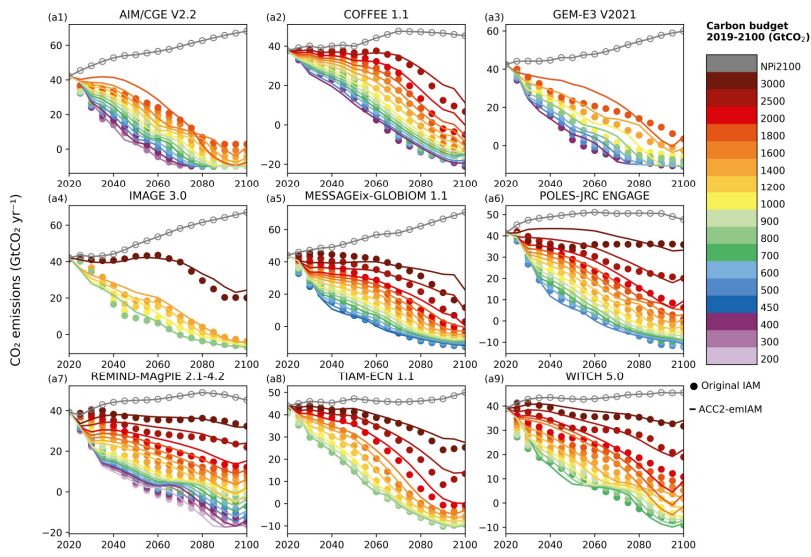 (a1) AIM/CGE V2.2
(a2) COFFEE 1.1
(a3) GEM-E3 V2021
60
40
20
0
2020 2040 2060 2080 2100
60
40
20
0
−20
2020 2040 2060 2080 2100
60
40
20
0
2020 2040 2060 2080 2100
(a4) IMAGE 3.0
(a5) MESSAGEix-GLOBIOM 1.1
(a6) POLES-JRC ENGAGE
60
40
20
0
2020 2040 2060 2080 2100
60
40
20
0
2020 2040 2060 2080 2100
50
40
30
20
10
0
−10
2020 2040 2060 2080 2100
(a7) REMIND-MAgPIE 2.1-4.2
(a8) TIAM-ECN 1.1
(a9) WITCH 5.0
40
20
0
−20
2020 2040 2060 2080 2100
50
40
30
20
10
0
−10
2020 2040 2060 2080 2100
40
30
20
10
0
−10
2020 2040 2060 2080 2100
CO₂ emissions (GtCO₂ yr⁻¹)
Carbon budget
2019-2100 (GtCO₂)
NPi2100
3000
2500
2000
1800
1600
1400
1200
1000
900
800
700
600
500
450
400
300
200
Original IAM
ACC2-emIAM